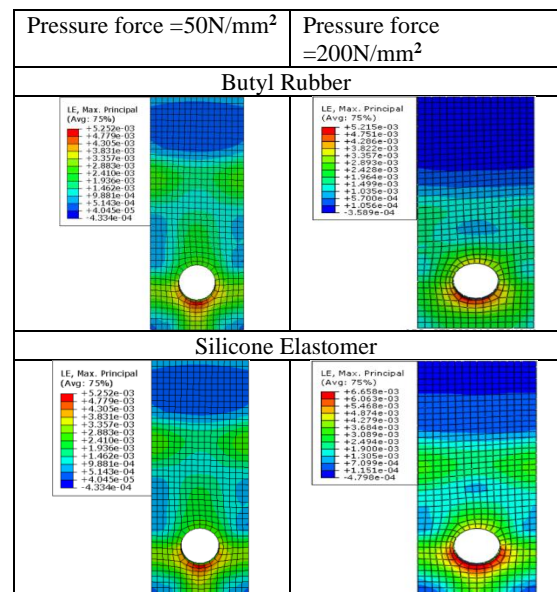 Pressure force =50N/mm²
Pressure force
=200N/mm²
Butyl Rubber
LE, Max. Principal
(Avg: 75%)
+5.252e-03
+4.779e-03
+4.305e-03
+3.831e-03
+3.357e-03
+2.883e-03
+2.410e-03
+1.936e-03
+1.462e-03
+9.881e-04
+5.143e-04
+4.045e-05
-4.334e-04
LE, Max. Principal
(Avg: 75%)
+5.215e-03
+4.751e-03
+4.286e-03
+3.822e-03
+3.357e-03
+2.893e-03
+2.428e-03
+1.964e-03
+1.499e-03
+1.035e-03
+5.700e-04
+1.056e-04
-3.589e-04
Silicone Elastomer
LE, Max. Principal
(Avg: 75%)
+5.252e-03
+4.779e-03
+4.305e-03
+3.831e-03
+3.357e-03
+2.883e-03
+2.410e-03
+1.936e-03
+1.462e-03
+9.881e-04
+5.143e-04
+4.045e-05
-4.334e-04
LE, Max. Principal
(Avg: 75%)
+6.658e-03
+6.063e-03
+5.468e-03
+4.874e-03
+4.279e-03
+3.684e-03
+3.089e-03
+2.494e-03
+1.900e-03
+1.305e-03
+7.099e-04
+1.151e-04
-4.798e-04